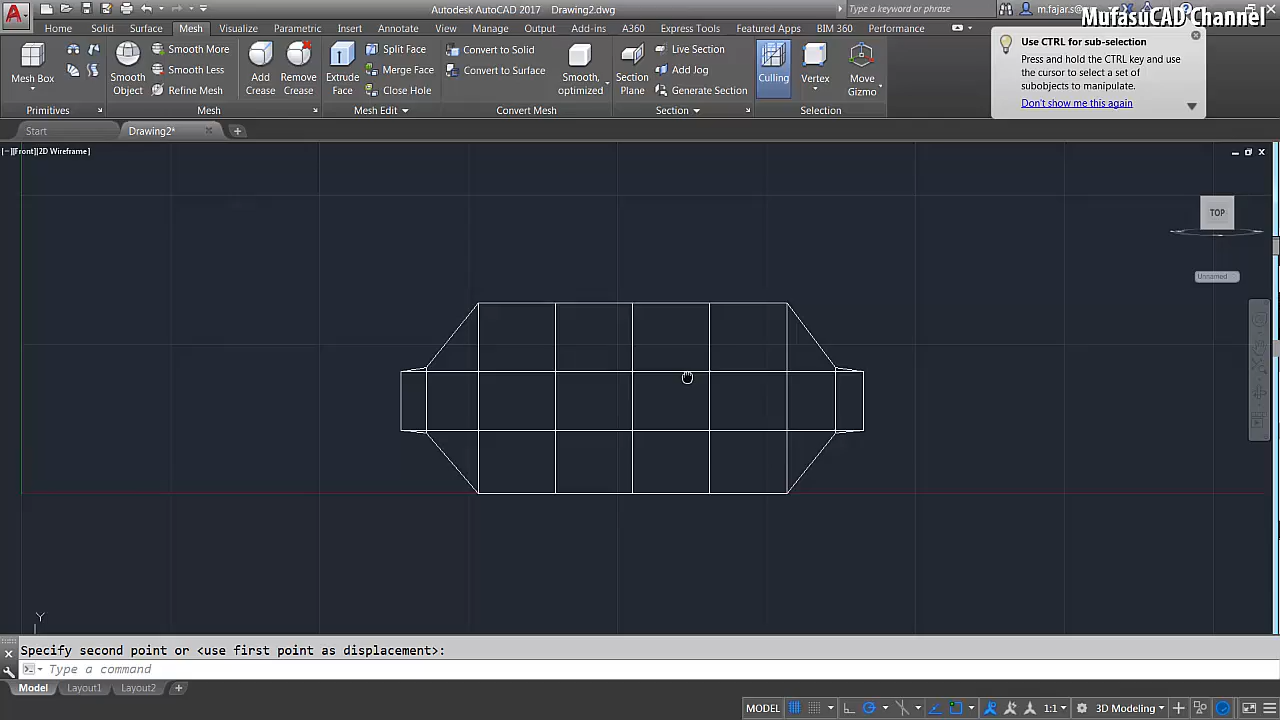 Autodesk AutoCAD 2017 Drawing2.dwg
Type a keyword or phrase
m.fajar.s
MufasuCAD Channel
Home Solid Surface Mesh Visualize Parametric Insert Annotate View Manage Output Add-ins A360 Express Tools Featured Apps BIM 360 Performance
Mesh Box
Smooth Object
Smooth More
Smooth Less
Refine Mesh
Add Crease
Remove Crease
Extrude Face
Split Face
Merge Face
Close Hole
Convert to Solid
Convert to Surface
Smooth, optimized
Section Plane
Live Section
Add Jog
Generate Section
Culling
Vertex
Move Gizmo
Primitives
Mesh
Mesh Edit
Convert Mesh
Section
Selection
Use CTRL for sub-selection
Press and hold the CTRL key and use
the cursor to select a set of
subobjects to manipulate.
Don't show me this again
Start
Drawing2*
[−][Front][2D Wireframe]
TOP
Unnamed
Y
Specify second point or <use first point as displacement>:
Type a command
Model Layout1 Layout2
MODEL
1:1
3D Modeling